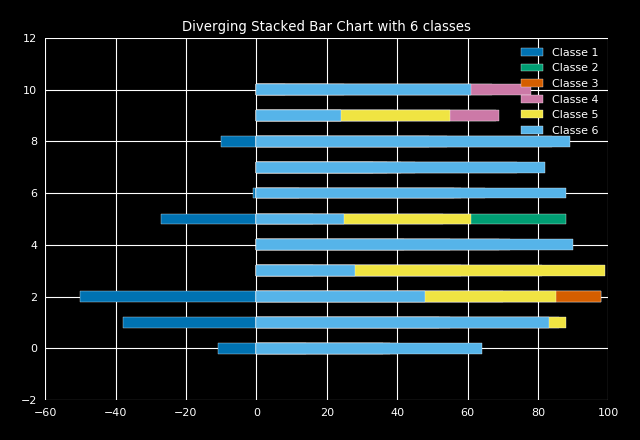 Diverging Stacked Bar Chart with 6 classes
12
10
8
6
4
2
0
−2
Classe 1
Classe 2
Classe 3
Classe 4
Classe 5
Classe 6
−60 −40 −20 0 20 40 60 80 100